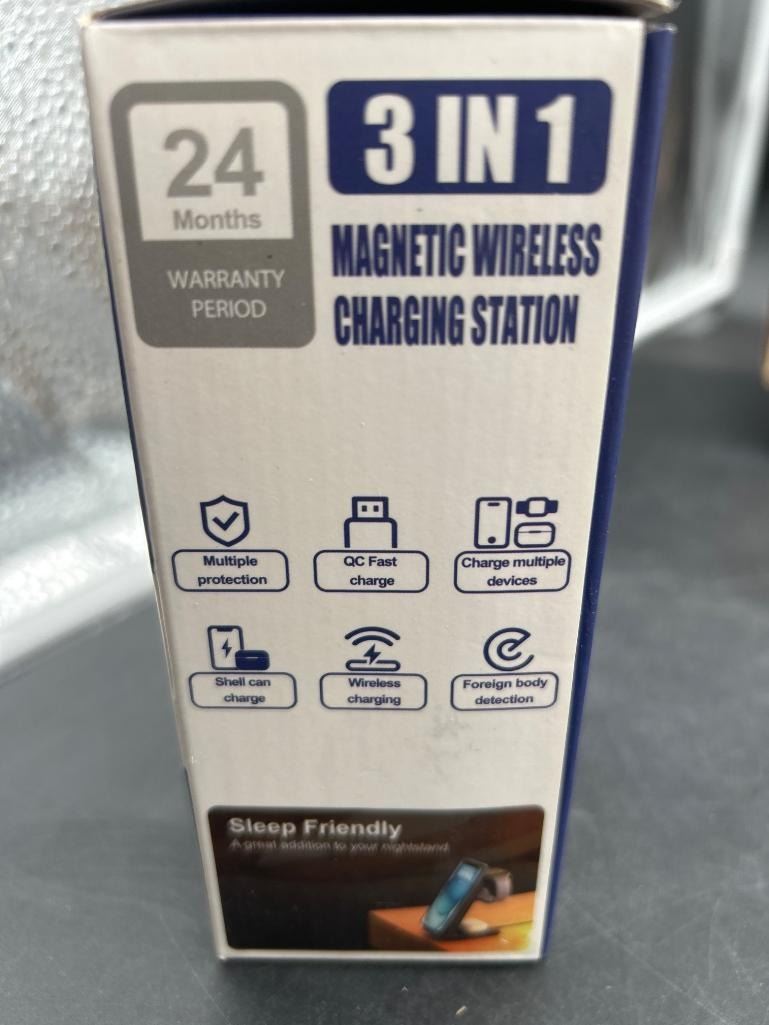 24
Months
WARRANTY
PERIOD
3 IN 1
MAGNETIC WIRELESS
CHARGING STATION
Multiple
protection
QC Fast
charge
Charge multiple
devices
Shell can
charge
Wireless
charging
Foreign body
detection
Sleep Friendly
A great addition to your nightstand